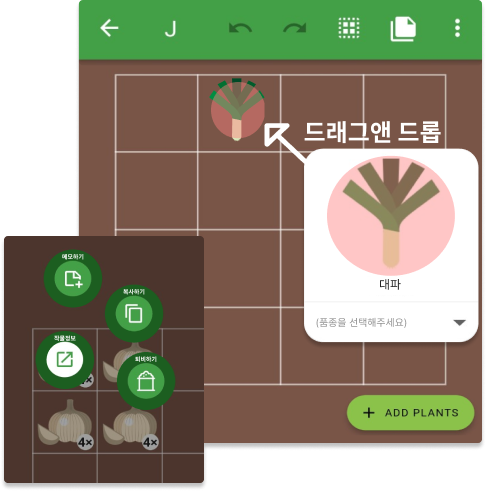 J
드래그앤 드롭
대파
(품종을 선택해주세요)
+ ADD PLANTS
메모하기
복사하기
작물정보
퇴비하기
4×
4×
4×